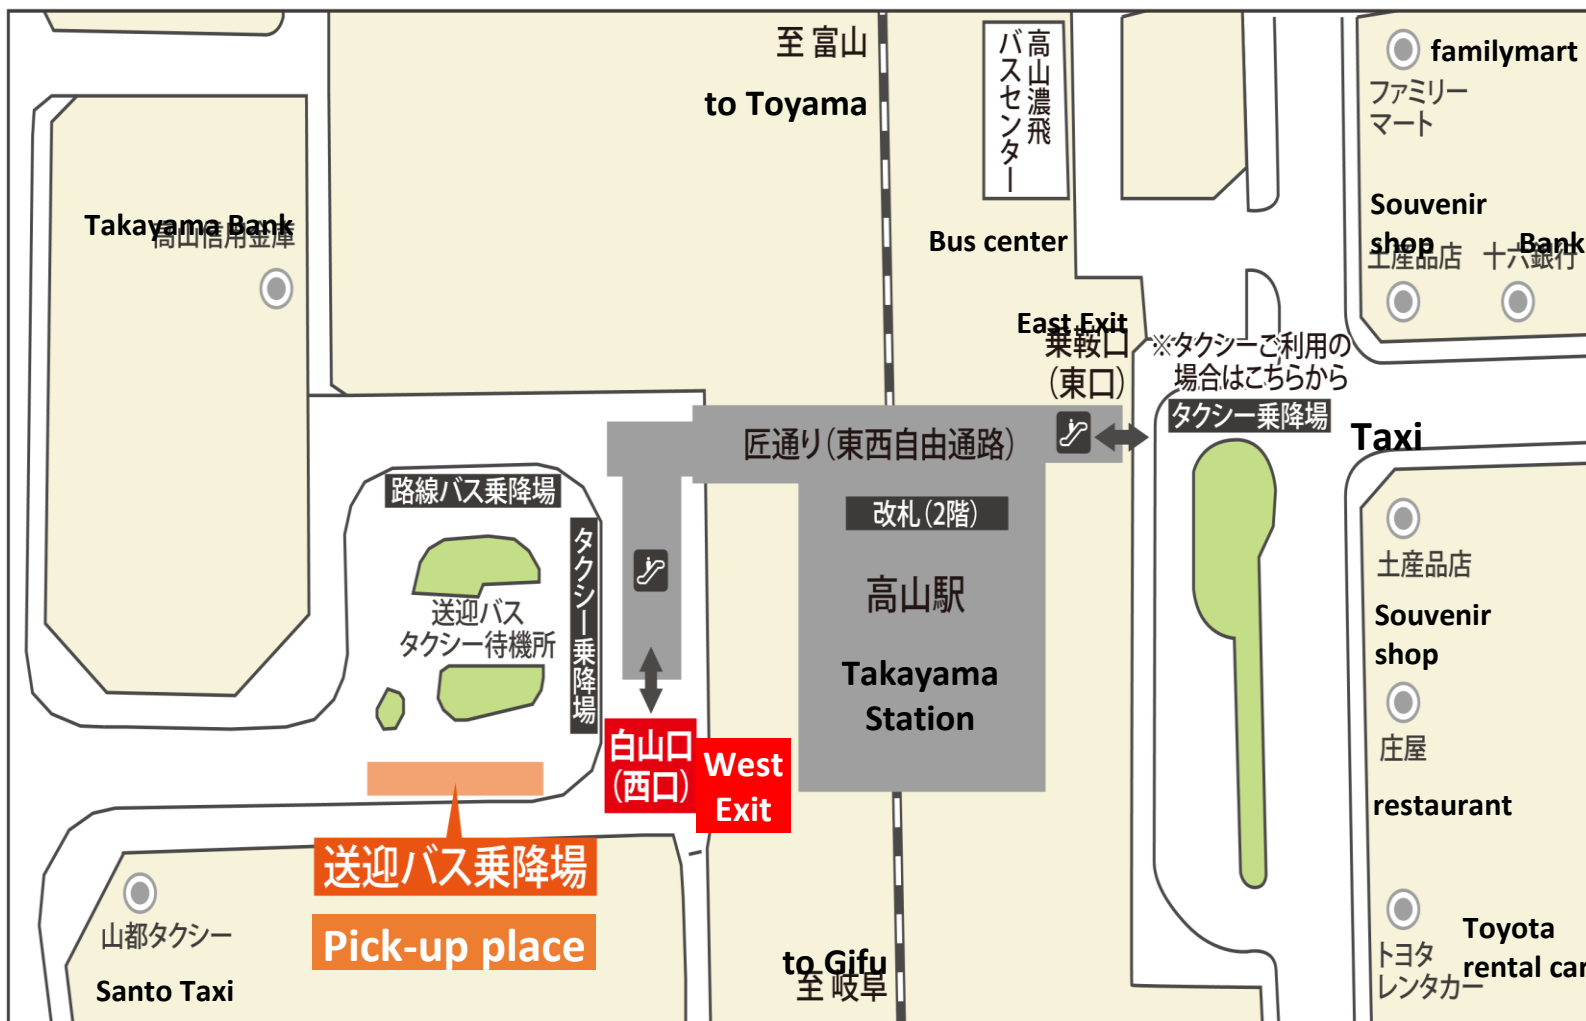 至 富山
to Toyama
高山濃飛
バスセンター
Bus center
familymart
ファミリー
マート
Souvenir
shop
土産品店
Bank
十六銀行
Takayama Bank
高山信用金庫
East Exit
乗鞍口
(東口)
※タクシーご利用の
場合はこちらから
タクシー乗降場
Taxi
匠通り(東西自由通路)
改札(2階)
高山駅
Takayama
Station
路線バス乗降場
タクシー乗降場
送迎バス
タクシー待機所
白山口
(西口)
West
Exit
送迎バス乗降場
Pick-up place
山都タクシー
Santo Taxi
to Gifu
至 岐阜
土産品店
Souvenir
shop
庄屋
restaurant
トヨタ
レンタカー
Toyota
rental car